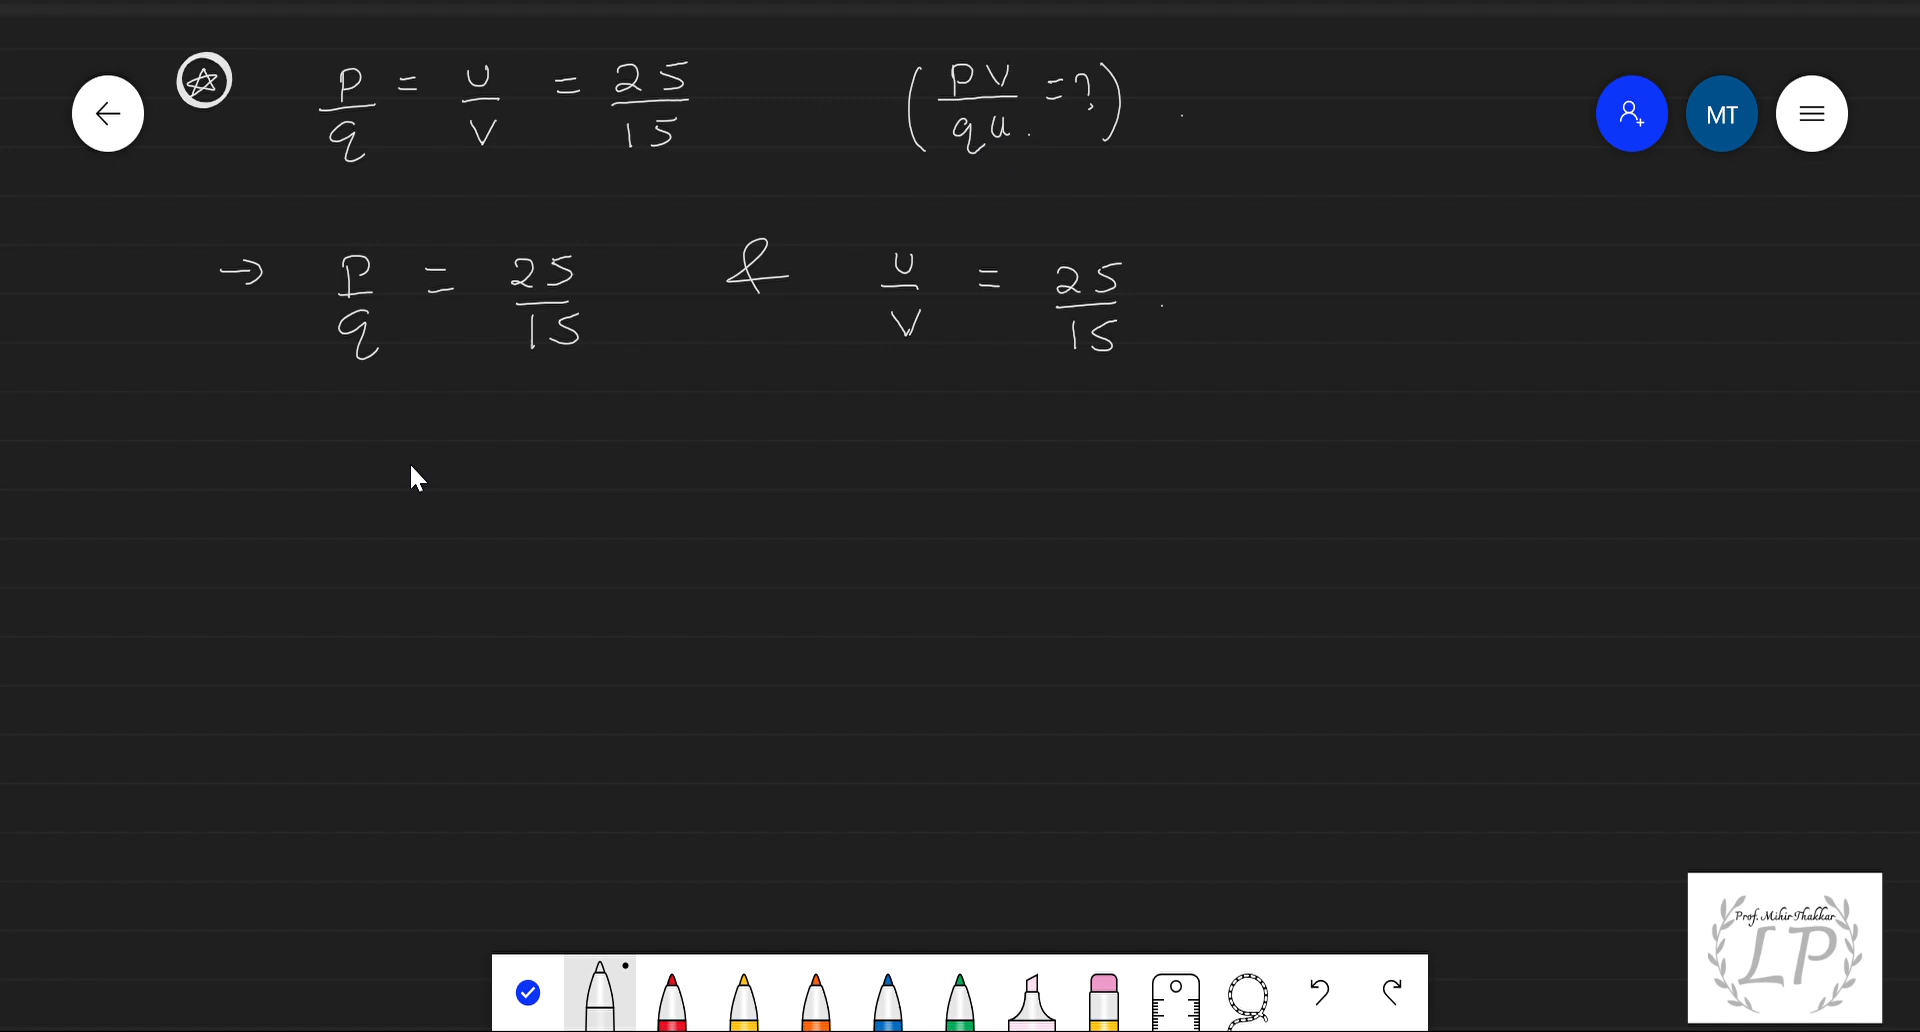 p/q = u/v = 25/15 (pv/qu. = ?) .
MT
→ p/q = 25/15 & u/v = 25/15 .
Prof. Mihir Thakkar
LP